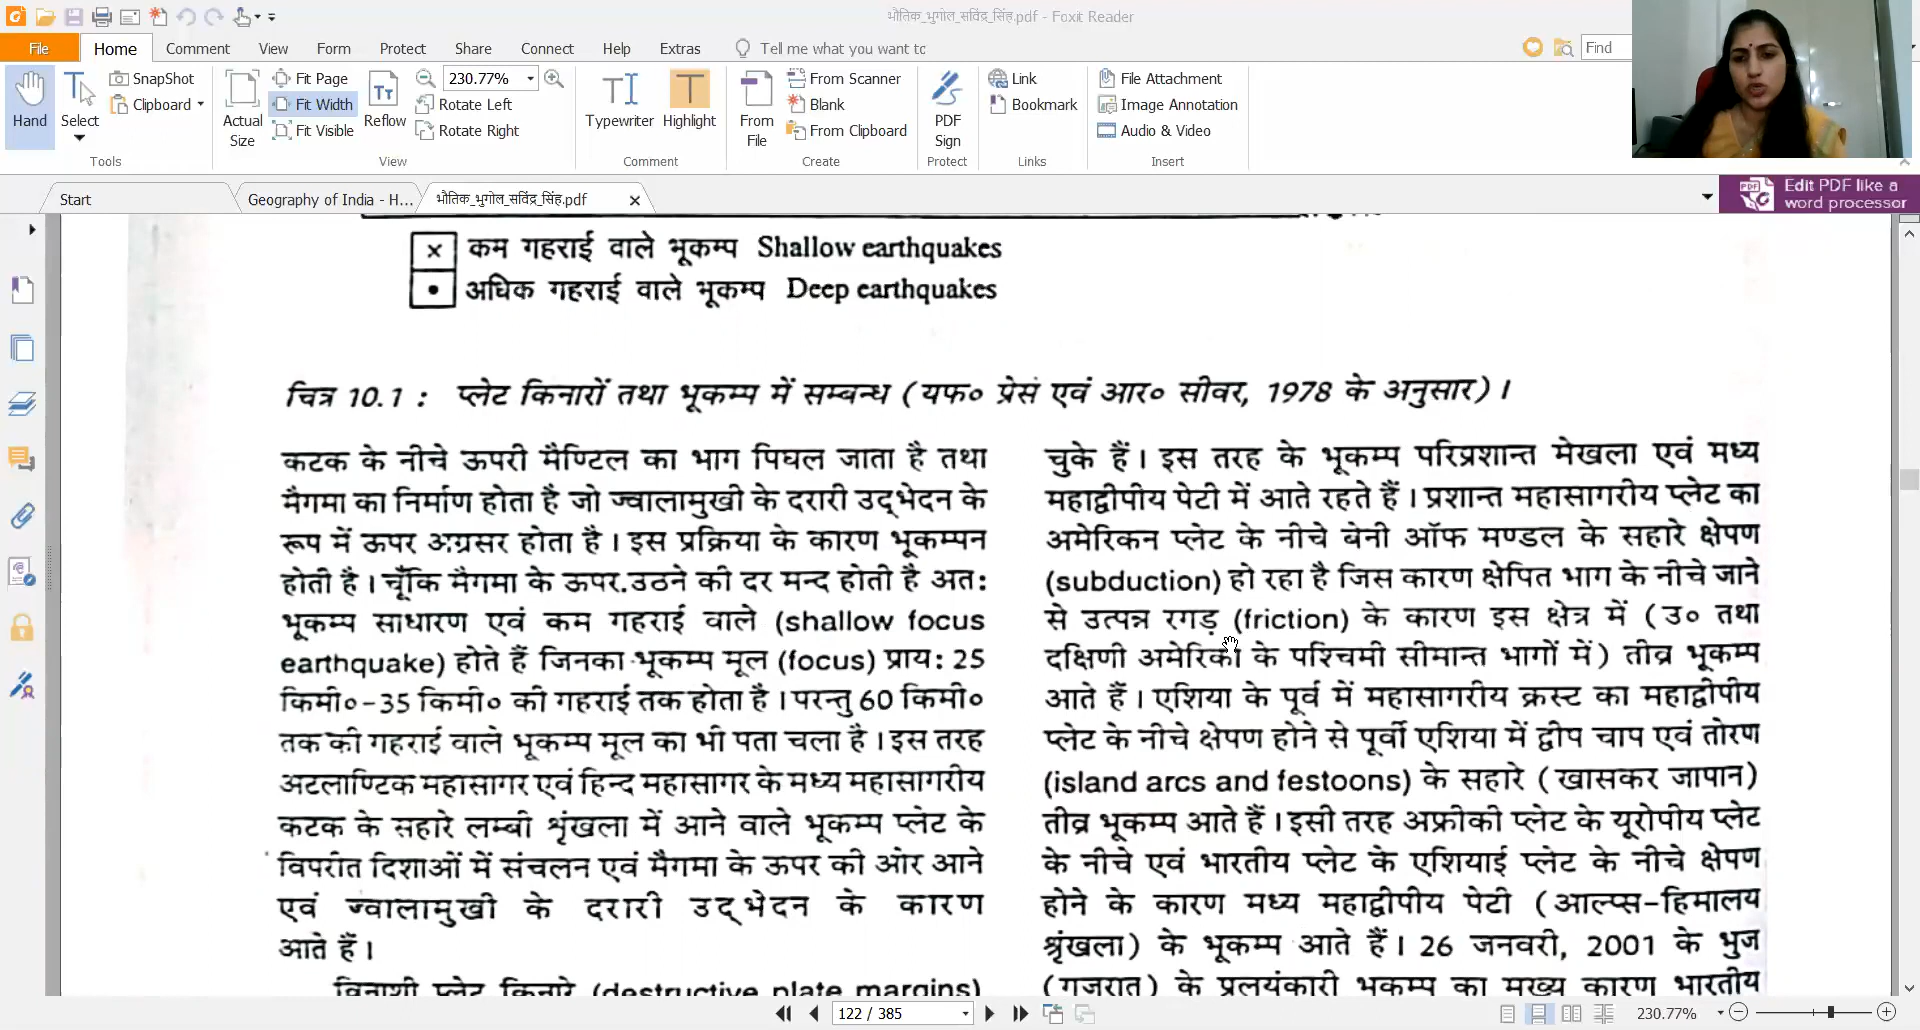 भौतिक_भुगोल_सविंद्र_सिंह.pdf - Foxit Reader
File Home Comment View Form Protect Share Connect Help Extras Tell me what you want to Find
Hand
Select
SnapShot
Clipboard
Tools
Actual Size
Fit Page
Fit Width
Fit Visible
Reflow
230.77%
Rotate Left
Rotate Right
View
Typewriter
Highlight
Comment
From File
From Scanner
Blank
From Clipboard
Create
PDF Sign
Protect
Link
Bookmark
Links
File Attachment
Image Annotation
Audio & Video
Insert
Start Geography of India - H... भौतिक_भुगोल_सविंद्र_सिंह.pdf
Edit PDF like a
word processor
× कम गहराई वाले भूकम्प Shallow earthquakes
• अधिक गहराई वाले भूकम्प Deep earthquakes
चित्र 10.1 : प्लेट किनारों तथा भूकम्प में सम्बन्ध (यफ० प्रेस एवं आर० सीवर, 1978 के अनुसार) ।
कटक के नीचे ऊपरी मैण्टिल का भाग पिघल जाता है तथा
मैगमा का निर्माण होता है जो ज्वालामुखी के दरारी उद्भेदन के
रूप में ऊपर अग्रसर होता है । इस प्रक्रिया के कारण भूकम्पन
होती है । चूँकि मैगमा के ऊपर उठने की दर मन्द होती है अतः
भूकम्प साधारण एवं कम गहराई वाले (shallow focus
earthquake) होते हैं जिनका भूकम्प मूल (focus) प्रायः 25
किमी०-35 किमी० की गहराई तक होता है । परन्तु 60 किमी०
तक की गहराई वाले भूकम्प मूल का भी पता चला है । इस तरह
अटलाण्टिक महासागर एवं हिन्द महासागर के मध्य महासागरीय
कटक के सहारे लम्बी शृंखला में आने वाले भूकम्प प्लेट के
विपरीत दिशाओं में संचलन एवं मैगमा के ऊपर की ओर आने
एवं ज्वालामुखी के दरारी उद्भेदन के कारण
आते हैं ।
विनाशी प्लेट किनारे (destructive plate margins)
चुके हैं । इस तरह के भूकम्प परिप्रशान्त मेखला एवं मध्य
महाद्वीपीय पेटी में आते रहते हैं । प्रशान्त महासागरीय प्लेट का
अमेरिकन प्लेट के नीचे बेनी ऑफ मण्डल के सहारे क्षेपण
(subduction) हो रहा है जिस कारण क्षेपित भाग के नीचे जाने
से उत्पन्न रगड़ (friction) के कारण इस क्षेत्र में (उ० तथा
दक्षिणी अमेरिका के पश्चिमी सीमान्त भागों में) तीव्र भूकम्प
आते हैं । एशिया के पूर्व में महासागरीय क्रस्ट का महाद्वीपीय
प्लेट के नीचे क्षेपण होने से पूर्वी एशिया में द्वीप चाप एवं तोरण
(island arcs and festoons) के सहारे (खासकर जापान)
तीव्र भूकम्प आते हैं । इसी तरह अफ्रीकी प्लेट के यूरोपीय प्लेट
के नीचे एवं भारतीय प्लेट के एशियाई प्लेट के नीचे क्षेपण
होने के कारण मध्य महाद्वीपीय पेटी (आल्प्स-हिमालय
श्रृंखला) के भूकम्प आते हैं । 26 जनवरी, 2001 के भुज
(गुजरात) के प्रलयंकारी भूकम्प का मुख्य कारण भारतीय
122 / 385
230.77%